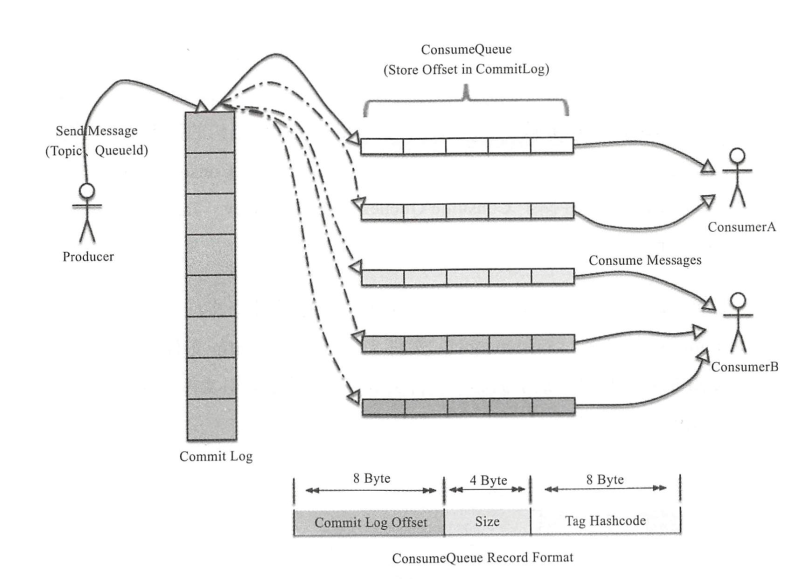 ConsumeQueue
(Store Offset in CommitLog)
Send Message
(Topic、QueueId)
Producer
ConsumerA
Consume Messages
ConsumerB
Commit Log
8 Byte
4 Byte
8 Byte
Commit Log Offset
Size
Tag Hashcode
ConsumeQueue Record Format